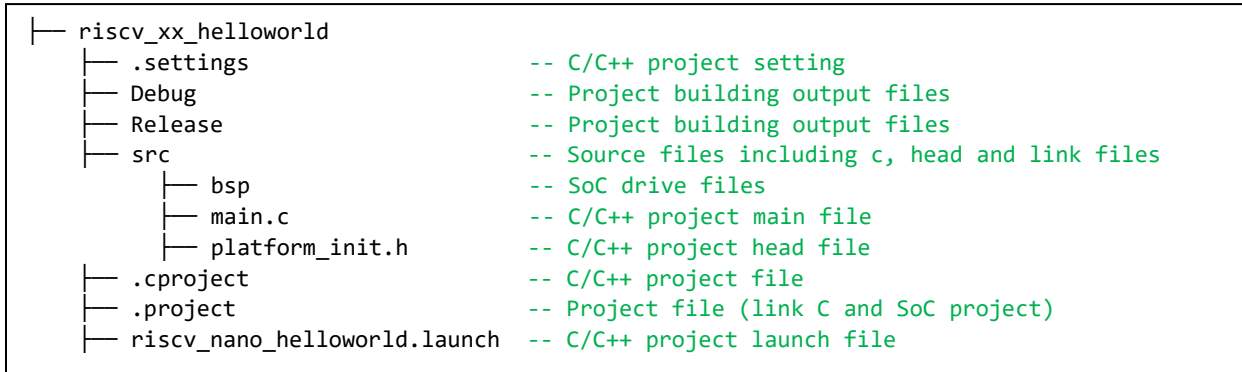 ├── riscv_xx_helloworld
    ├── .settings                    -- C/C++ project setting
    ├── Debug                        -- Project building output files
    ├── Release                      -- Project building output files
    ├── src                          -- Source files including c, head and link files
          ├── bsp                    -- SoC drive files
          ├── main.c                 -- C/C++ project main file
          ├── platform_init.h        -- C/C++ project head file
    ├── .cproject                    -- C/C++ project file
    ├── .project                     -- Project file (link C and SoC project)
    ├── riscv_nano_helloworld.launch -- C/C++ project launch file